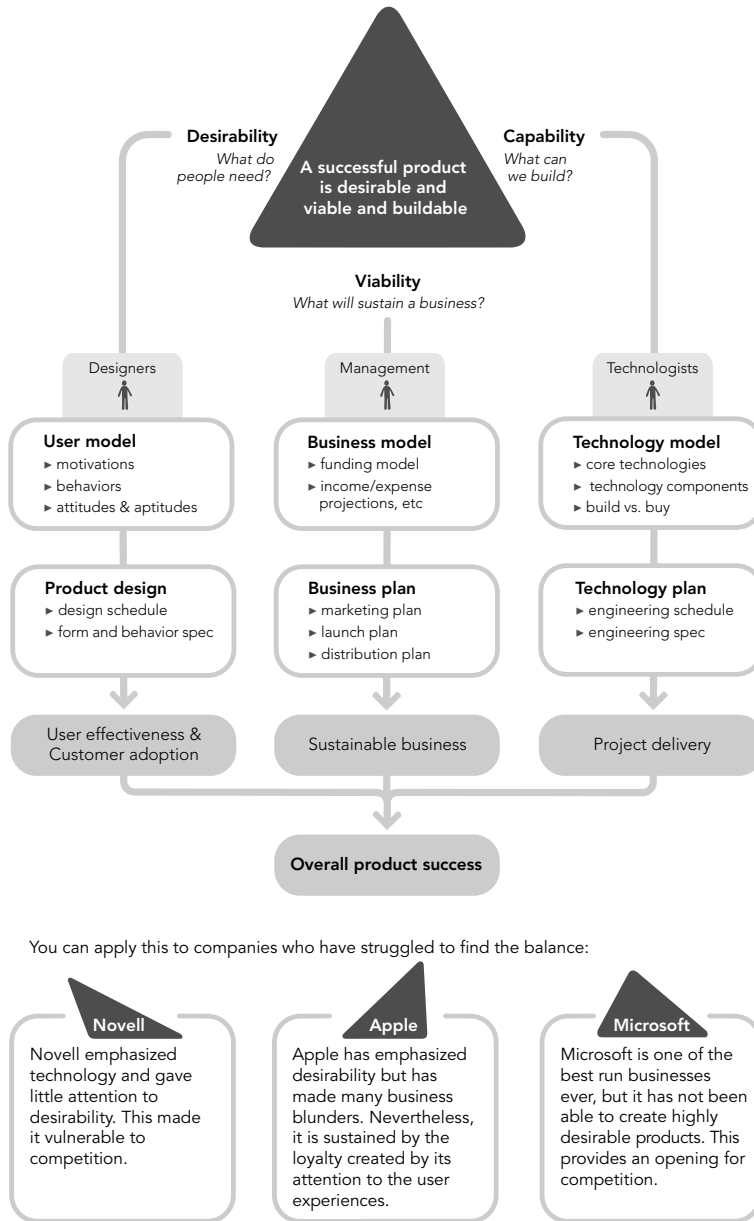 Desirability
What do
people need?
A successful product
is desirable and
viable and buildable
Capability
What can
we build?
Viability
What will sustain a business?
Designers
User model
▸ motivations
▸ behaviors
▸ attitudes & aptitudes
Product design
▸ design schedule
▸ form and behavior spec
User effectiveness &
Customer adoption
Management
Business model
▸ funding model
▸ income/expense
projections, etc
Business plan
▸ marketing plan
▸ launch plan
▸ distribution plan
Sustainable business
Technologists
Technology model
▸ core technologies
▸ technology components
▸ build vs. buy
Technology plan
▸ engineering schedule
▸ engineering spec
Project delivery
Overall product success
You can apply this to companies who have struggled to find the balance:
Novell
Novell emphasized
technology and gave
little attention to
desirability. This made
it vulnerable to
competition.
Apple
Apple has emphasized
desirability but has
made many business
blunders. Nevertheless,
it is sustained by the
loyalty created by its
attention to the user
experiences.
Microsoft
Microsoft is one of the
best run businesses
ever, but it has not been
able to create highly
desirable products. This
provides an opening for
competition.